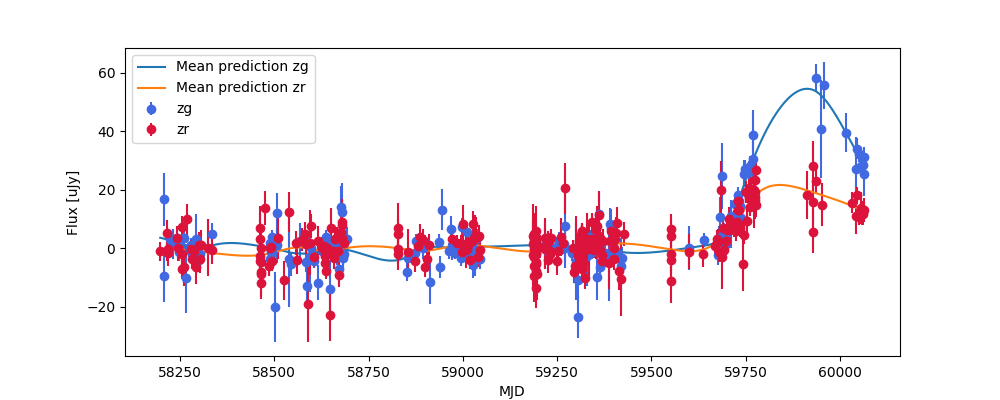 Mean prediction zg
Mean prediction zr
zg
zr
60
40
20
0
−20
Flux [uJy]
58250
58500
58750
59000
59250
59500
59750
60000
MJD